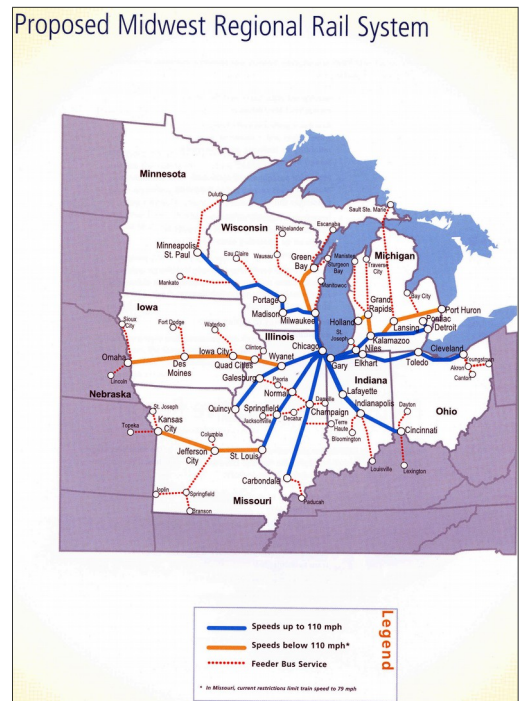 Proposed Midwest Regional Rail System
Minnesota
Duluth
Wisconsin
Rhinelander
Escanaba
Sault Ste. Marie
Minneapolis
St. Paul
Eau Claire
Wausau
Green
Bay
Manistee
Sturgeon
Bay
Traverse
City
Michigan
Mankato
Manitowoc
Bay City
Iowa
Portage
Madison
Milwaukee
Grand
Rapids
Holland
Port Huron
Pontiac
Lansing
Detroit
Sioux
City
Fort Dodge
Waterloo
Illinois
St.
Joseph
Kalamazoo
Iowa City
Clinton
Chicago
Niles
Omaha
Des
Moines
Quad Cities
Wyanet
Gary
Elkhart
Toledo
Cleveland
Youngstown
Akron
Canton
Lincoln
Galesburg
Peoria
Indiana
Nebraska
Normal
Lafayette
Ohio
St. Joseph
Quincy
Springfield
Danville
Champaign
Indianapolis
Dayton
Kansas
City
Topeka
Columbia
Jacksonville
Decatur
Terre
Haute
Bloomington
Cincinnati
Jefferson
City
St. Louis
Carbondale
Louisville
Lexington
Joplin
Springfield
Missouri
Paducah
Branson
Speeds up to 110 mph
Speeds below 110 mph*
Feeder Bus Service
Legend
* In Missouri, current restrictions limit train speed to 79 mph